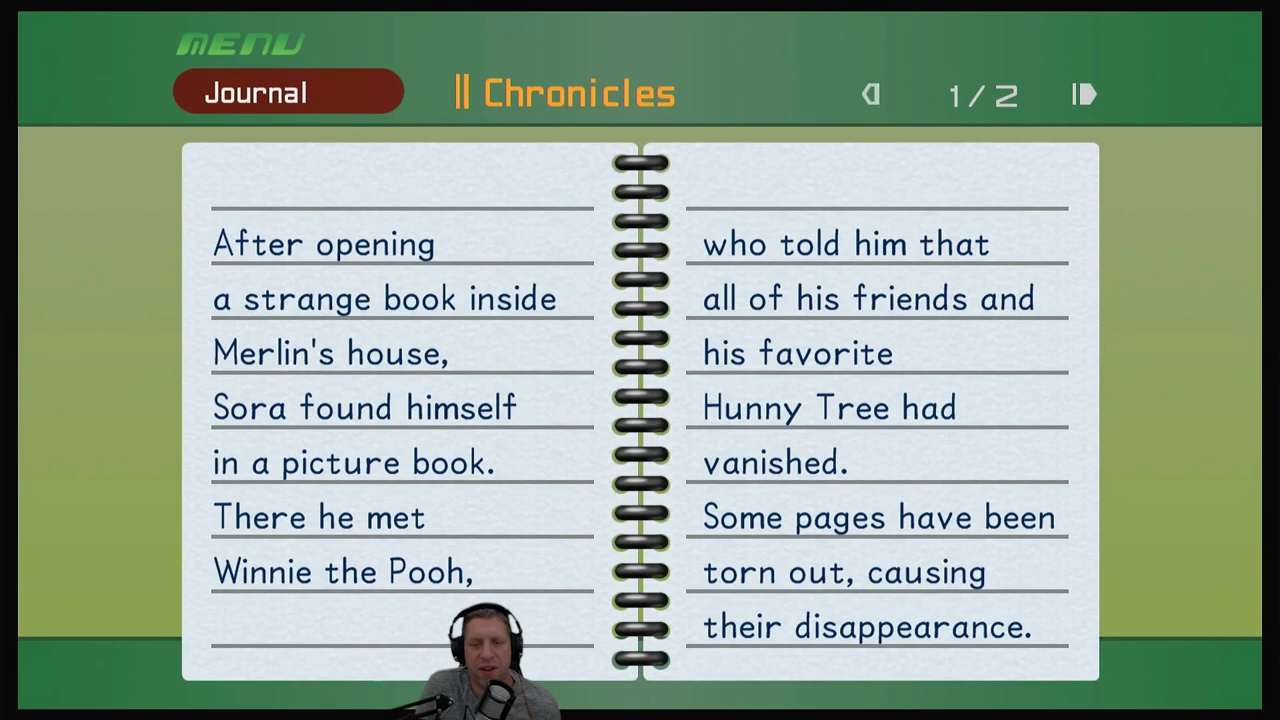 MENU
Journal
Chronicles
1/2
After opening
a strange book inside
Merlin's house,
Sora found himself
in a picture book.
There he met
Winnie the Pooh,
who told him that
all of his friends and
his favorite
Hunny Tree had
vanished.
Some pages have been
torn out, causing
their disappearance.